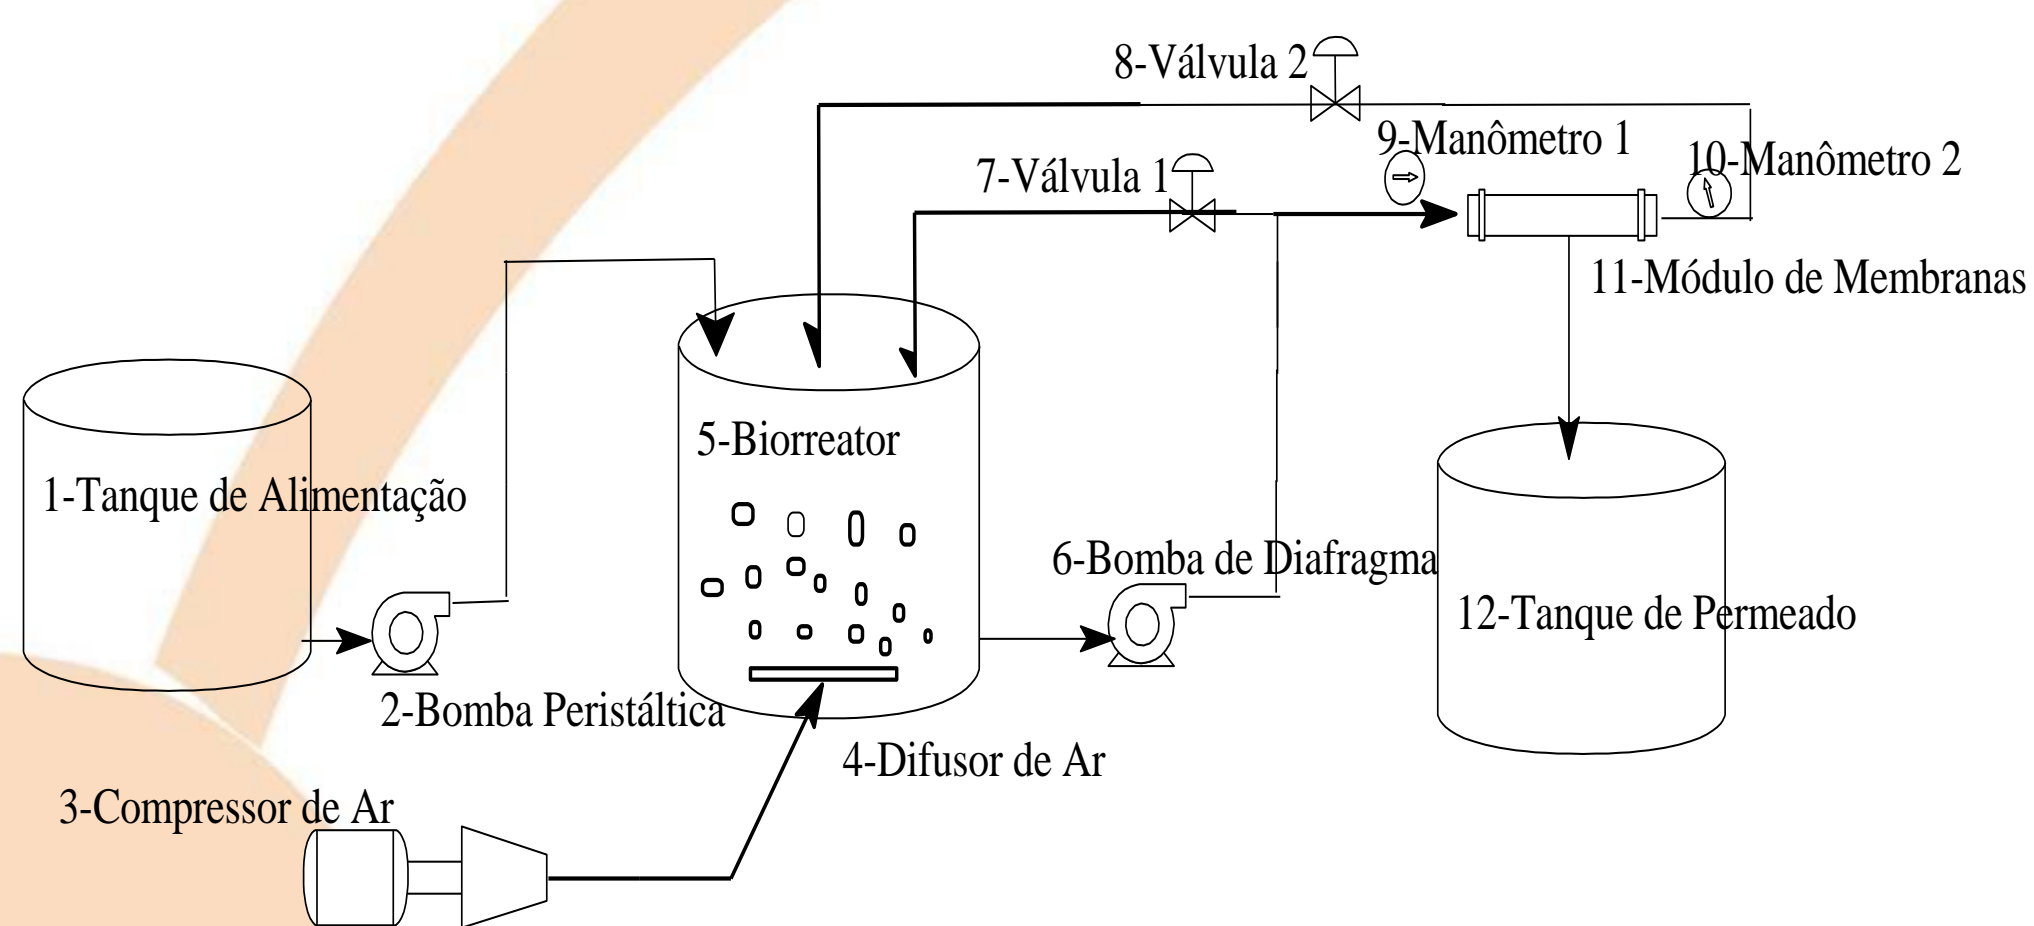 8-Válvula 2
9-Manômetro 1
10-Manômetro 2
7-Válvula 1
11-Módulo de Membranas
5-Biorreator
1-Tanque de Alimentação
6-Bomba de Diafragma
12-Tanque de Permeado
2-Bomba Peristáltica
4-Difusor de Ar
3-Compressor de Ar